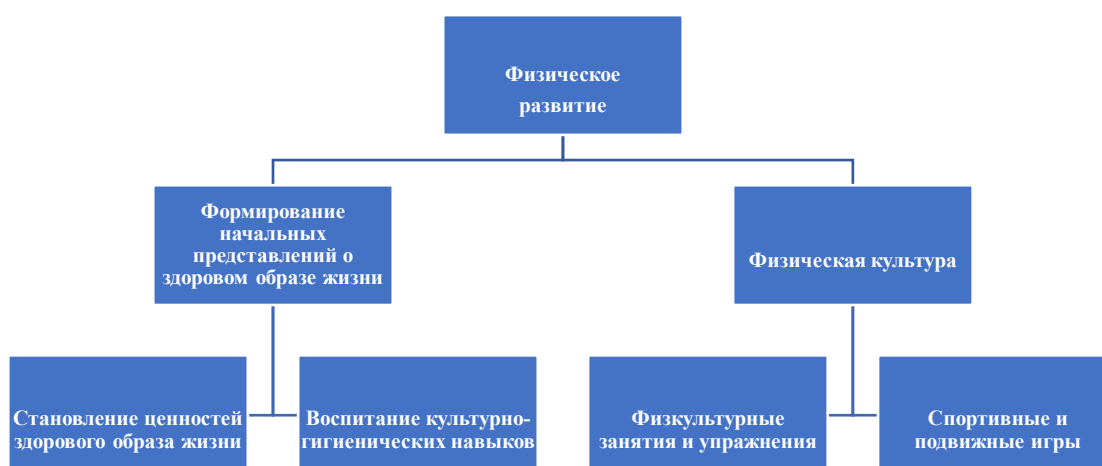 Физическое
развитие
Формирование
начальных
представлений о
здоровом образе жизни
Физическая культура
Становление ценностей
здорового образа жизни
Воспитание культурно-
гигиенических навыков
Физкультурные
занятия и упражнения
Спортивные и
подвижные игры